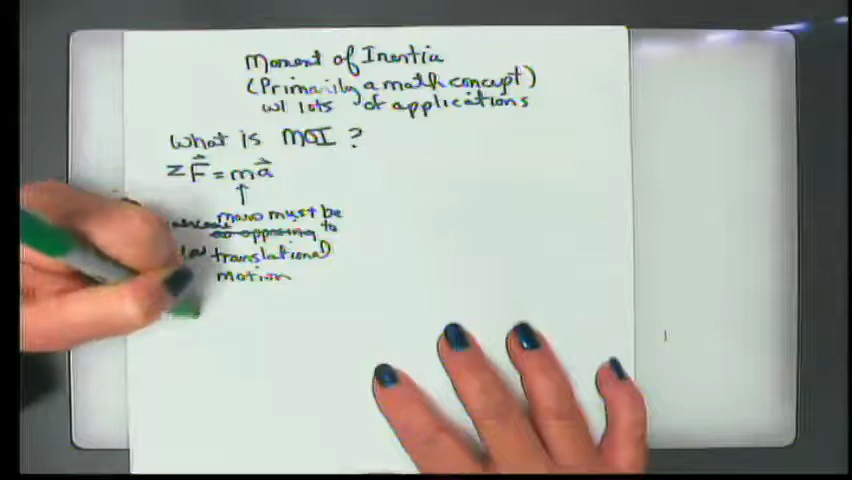 Moment of Inertia
(Primarily a math concept)
w/ lots of applications
What is MOI?
ΣF⃗ = ma⃗
↑
mass must be
opposing to
translational)
motion